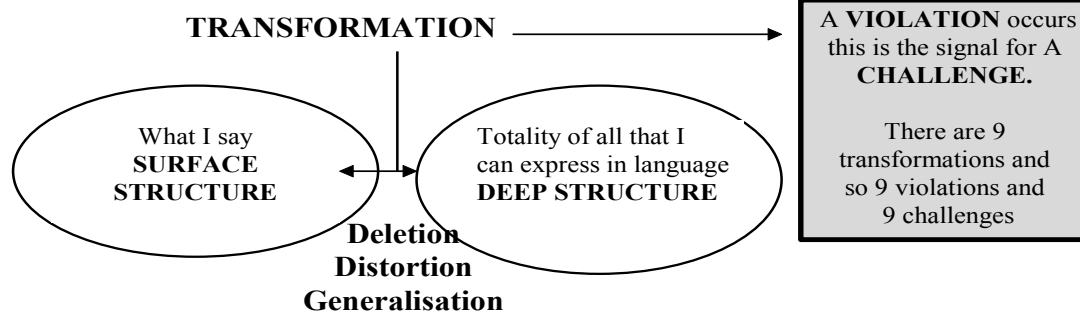 TRANSFORMATION
A VIOLATION occurs
this is the signal for A
CHALLENGE.
There are 9
transformations and
so 9 violations and
9 challenges
What I say
SURFACE
STRUCTURE
Totality of all that I
can express in language
DEEP STRUCTURE
Deletion
Distortion
Generalisation